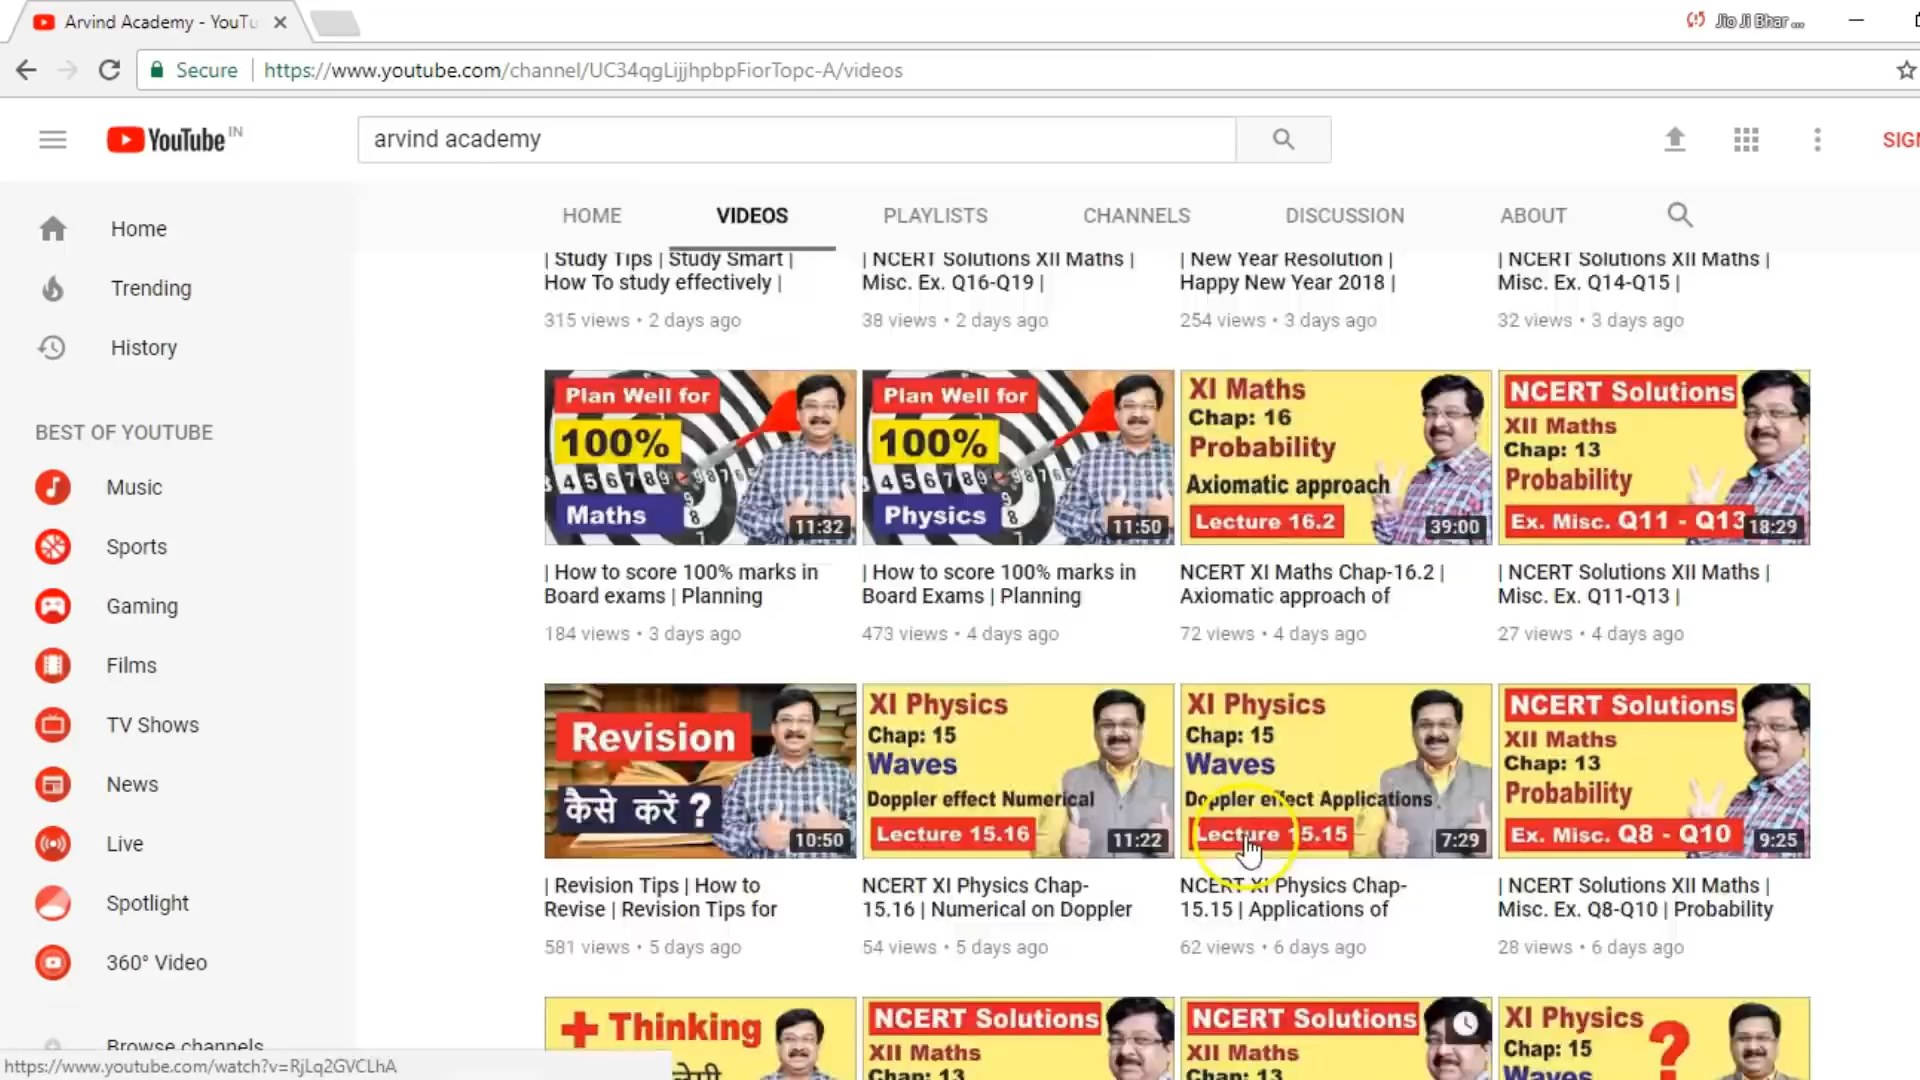 Arvind Academy - YouTu
Jio Ji Bhar ...
Secure
https://www.youtube.com/channel/UC34qgLijjhpbpFiorTopc-A/videos
YouTube IN
arvind academy
SIGN
HOME VIDEOS PLAYLISTS CHANNELS DISCUSSION ABOUT
Home
Trending
History
BEST OF YOUTUBE
Music
Sports
Gaming
Films
TV Shows
News
Live
Spotlight
360° Video
Browse channels
| Study Tips | Study Smart |
How To study effectively |
315 views • 2 days ago
| NCERT Solutions XII Maths |
Misc. Ex. Q16-Q19 |
38 views • 2 days ago
| New Year Resolution |
Happy New Year 2018 |
254 views • 3 days ago
| NCERT Solutions XII Maths |
Misc. Ex. Q14-Q15 |
32 views • 3 days ago
Plan Well for
100%
Maths
11:32
| How to score 100% marks in
Board exams | Planning
184 views • 3 days ago
Plan Well for
100%
Physics
11:50
| How to score 100% marks in
Board Exams | Planning
473 views • 4 days ago
XI Maths
Chap: 16
Probability
Axiomatic approach
Lecture 16.2
39:00
NCERT XI Maths Chap-16.2 |
Axiomatic approach of
72 views • 4 days ago
NCERT Solutions
XII Maths
Chap: 13
Probability
Ex. Misc. Q11 - Q13
18:29
| NCERT Solutions XII Maths |
Misc. Ex. Q11-Q13 |
27 views • 4 days ago
Revision
कैसे करें ?
10:50
| Revision Tips | How to
Revise | Revision Tips for
581 views • 5 days ago
XI Physics
Chap: 15
Waves
Doppler effect Numerical
Lecture 15.16
11:22
NCERT XI Physics Chap-
15.16 | Numerical on Doppler
54 views • 5 days ago
XI Physics
Chap: 15
Waves
Doppler effect Applications
Lecture 15.15
7:29
NCERT XI Physics Chap-
15.15 | Applications of
62 views • 6 days ago
NCERT Solutions
XII Maths
Chap: 13
Probability
Ex. Misc. Q8 - Q10
9:25
| NCERT Solutions XII Maths |
Misc. Ex. Q8-Q10 | Probability
28 views • 6 days ago
+ Thinking
NCERT Solutions
XII Maths
Chap: 13
NCERT Solutions
XII Maths
Chap: 13
XI Physics
Chap: 15
Waves
?
https://www.youtube.com/watch?v=RjLq2GVCLhA